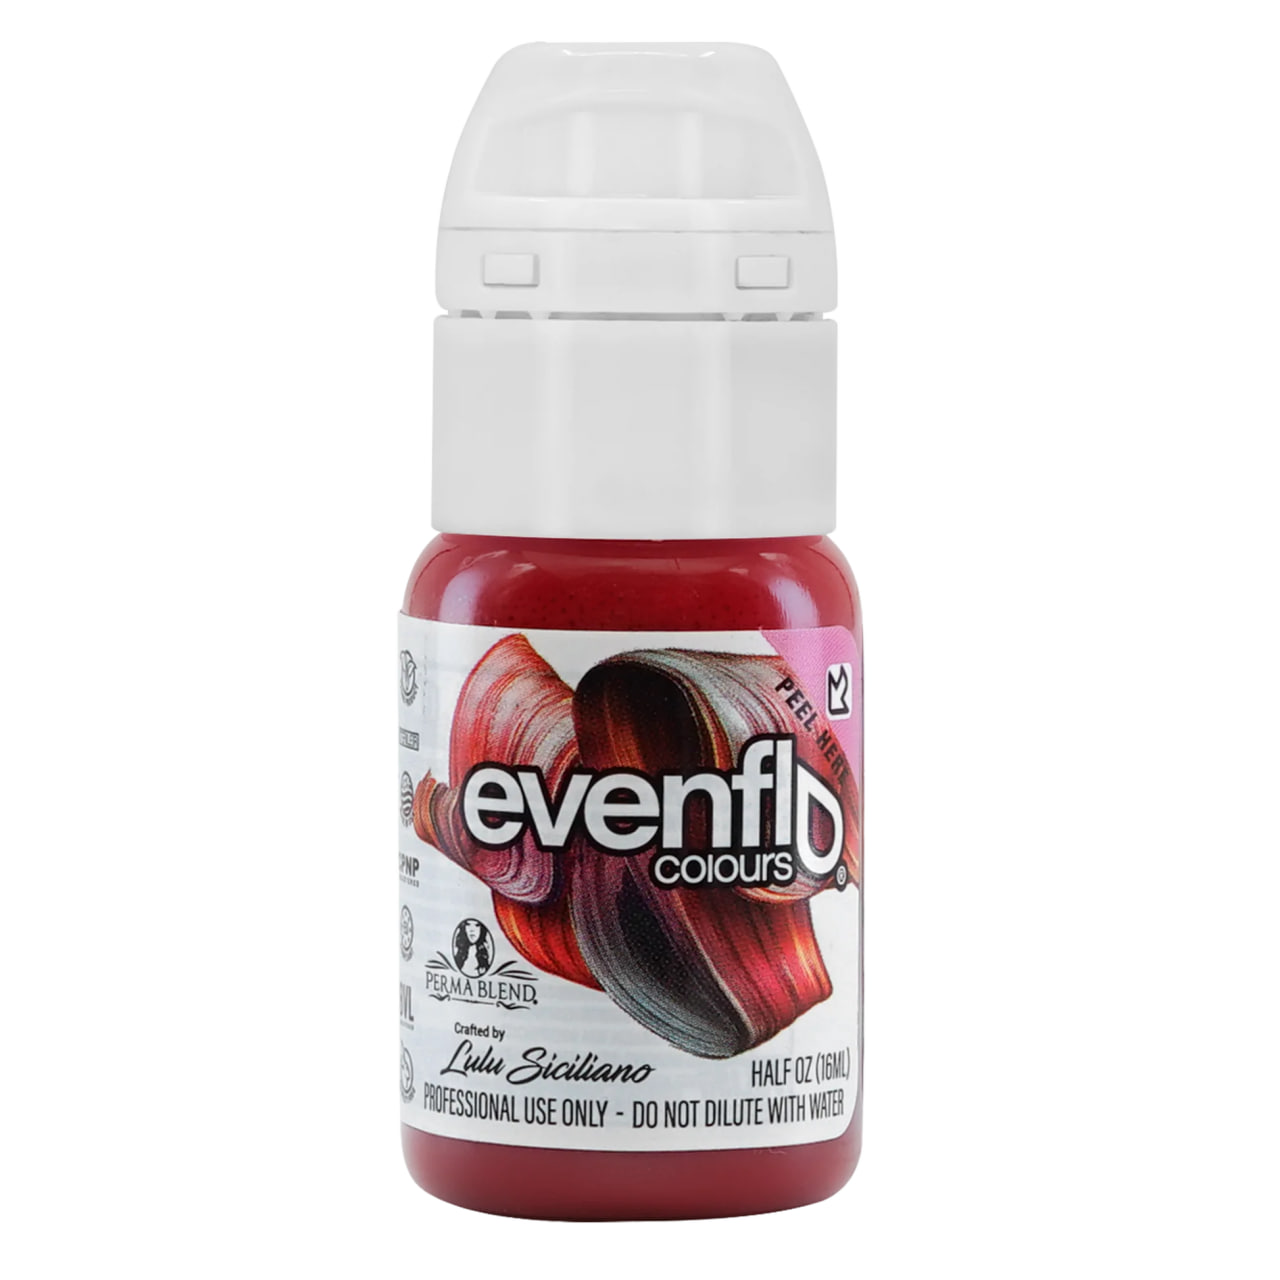 PEEL HERE
evenflo
colours
®
PERMA BLEND
Crafted by
Lulu Siciliano
HALF OZ (16ML)
PROFESSIONAL USE ONLY - DO NOT DILUTE WITH WATER